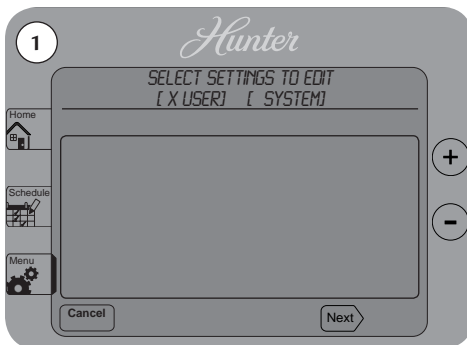 1
Hunter
SELECT SETTINGS TO EDIT
[ X USER] [ SYSTEM]
Home
+
Schedule
-
Menu
Cancel
Next